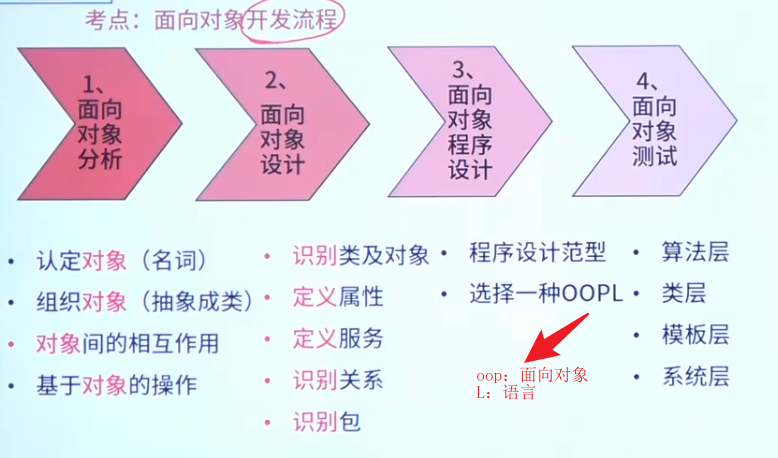 考点：面向对象开发流程
1、
面向
对象
分析
2、
面向
对象
设计
3、
面向
对象
程序
设计
4、
面向
对象
测试
• 认定对象（名词）
• 组织对象（抽象成类）
• 对象间的相互作用
• 基于对象的操作
• 识别类及对象
• 定义属性
• 定义服务
• 识别关系
• 识别包
• 程序设计范型
• 选择一种OOPL
oop：面向对象
L：语言
• 算法层
• 类层
• 模板层
• 系统层